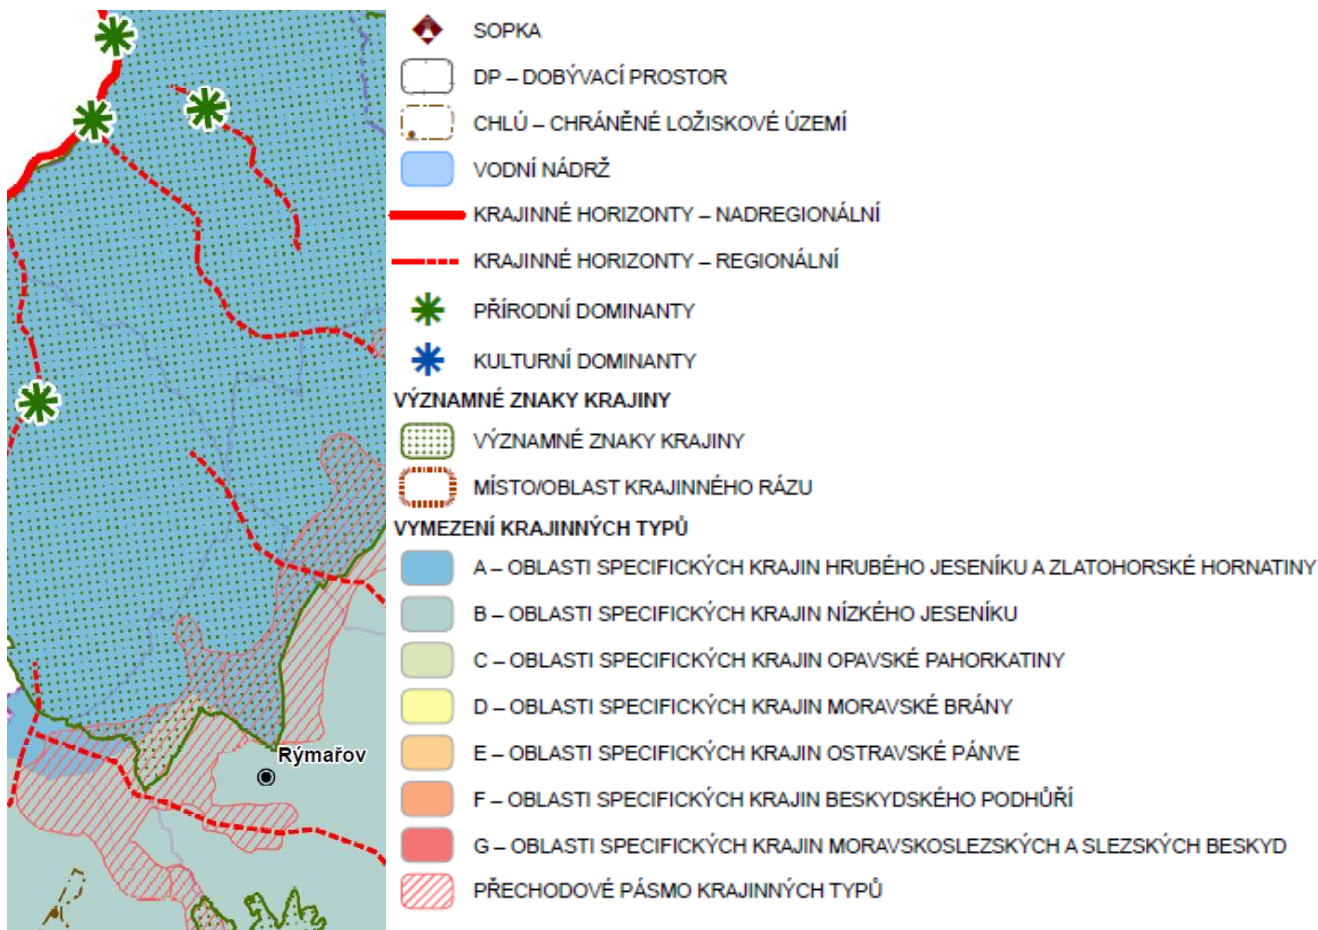 SOPKA
DP – DOBÝVACÍ PROSTOR
CHLÚ – CHRÁNĚNÉ LOŽISKOVÉ ÚZEMÍ
VODNÍ NÁDRŽ
KRAJINNÉ HORIZONTY – NADREGIONÁLNÍ
KRAJINNÉ HORIZONTY – REGIONÁLNÍ
PŘÍRODNÍ DOMINANTY
KULTURNÍ DOMINANTY
VÝZNAMNÉ ZNAKY KRAJINY
VÝZNAMNÉ ZNAKY KRAJINY
MÍSTO/OBLAST KRAJINNÉHO RÁZU
VYMEZENÍ KRAJINNÝCH TYPŮ
A – OBLASTI SPECIFICKÝCH KRAJIN HRUBÉHO JESENÍKU A ZLATOHORSKÉ HORNATINY
B – OBLASTI SPECIFICKÝCH KRAJIN NÍZKÉHO JESENÍKU
C – OBLASTI SPECIFICKÝCH KRAJIN OPAVSKÉ PAHORKATINY
D – OBLASTI SPECIFICKÝCH KRAJIN MORAVSKÉ BRÁNY
E – OBLASTI SPECIFICKÝCH KRAJIN OSTRAVSKÉ PÁNVE
F – OBLASTI SPECIFICKÝCH KRAJIN BESKYDSKÉHO PODHŮŘÍ
G – OBLASTI SPECIFICKÝCH KRAJIN MORAVSKOSLEZSKÝCH A SLEZSKÝCH BESKYD
PŘECHODOVÉ PÁSMO KRAJINNÝCH TYPŮ
Rýmařov